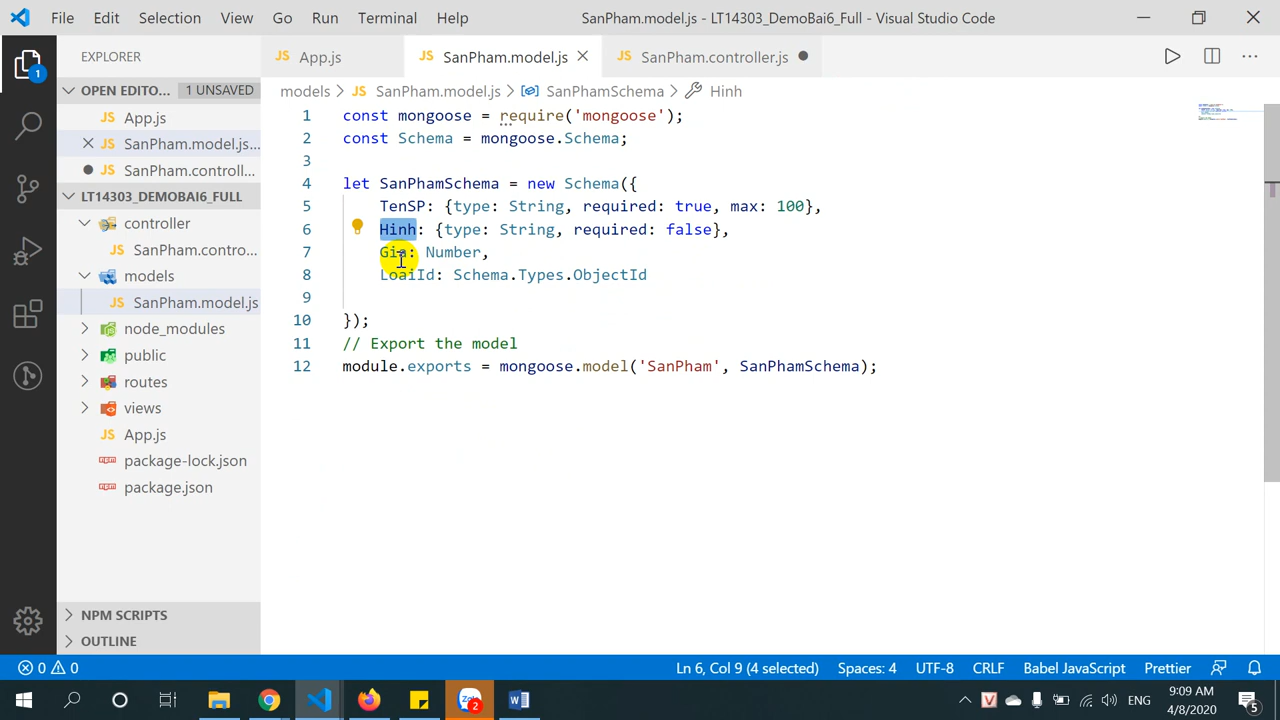 File Edit Selection View Go Run Terminal Help SanPham.model.js - LT14303_DemoBai6_Full - Visual Studio Code
EXPLORER
OPEN EDITO... 1 UNSAVED
App.js
SanPham.model.js...
SanPham.controll...
LT14303_DEMOBAI6_FULL
controller
SanPham.contro...
models
SanPham.model.js
node_modules
public
routes
views
App.js
package-lock.json
package.json
NPM SCRIPTS
OUTLINE
App.js SanPham.model.js SanPham.controller.js
models > JS SanPham.model.js > SanPhamSchema > Hinh
1 const mongoose = require('mongoose');
2 const Schema = mongoose.Schema;
3
4 let SanPhamSchema = new Schema({
5 TenSP: {type: String, required: true, max: 100},
6 Hinh: {type: String, required: false},
7 Gia: Number,
8 LoaiId: Schema.Types.ObjectId
9
10 });
11 // Export the model
12 module.exports = mongoose.model('SanPham', SanPhamSchema);
0 0 Ln 6, Col 9 (4 selected) Spaces: 4 UTF-8 CRLF Babel JavaScript Prettier
ENG 9:09 AM
4/8/2020